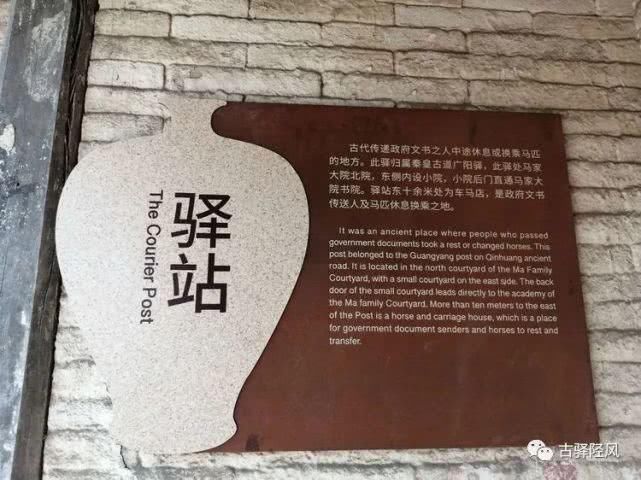 驿站
The Courier Post
古代传递政府文书之人中途休息或换乘马匹
的地方。此驿归属秦皇古道广阳驿，此驿处马家
大院北院，东侧内设小院，小院后门直通马家大
院书院。驿站东十余米处为车马店，是政府文书
传送人及马匹休息换乘之地。
It was an ancient place where people who passed
government documents took a rest or changed horses. This
post belonged to the Guangyang post on Qinhuang ancient
road. It is located in the north courtyard of the Ma Family
Courtyard, with a small courtyard on the east side. The back
door of the small courtyard leads directly to the academy of
the Ma family Courtyard. More than ten meters to the east
of the Post is a horse and carriage house, which is a place
for government document senders and horses to rest and
transfer.
古驿陉风